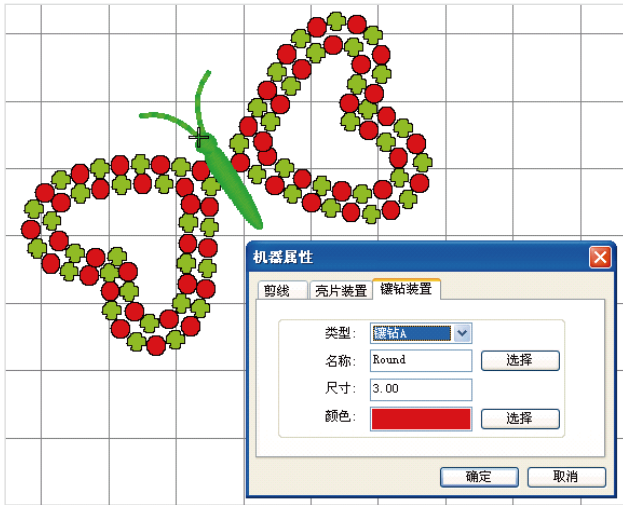 机器属性
剪线 亮片装置 镶钻装置
类型: 镶钻A
名称: Round 选择
尺寸: 3.00
颜色: 选择
确定 取消